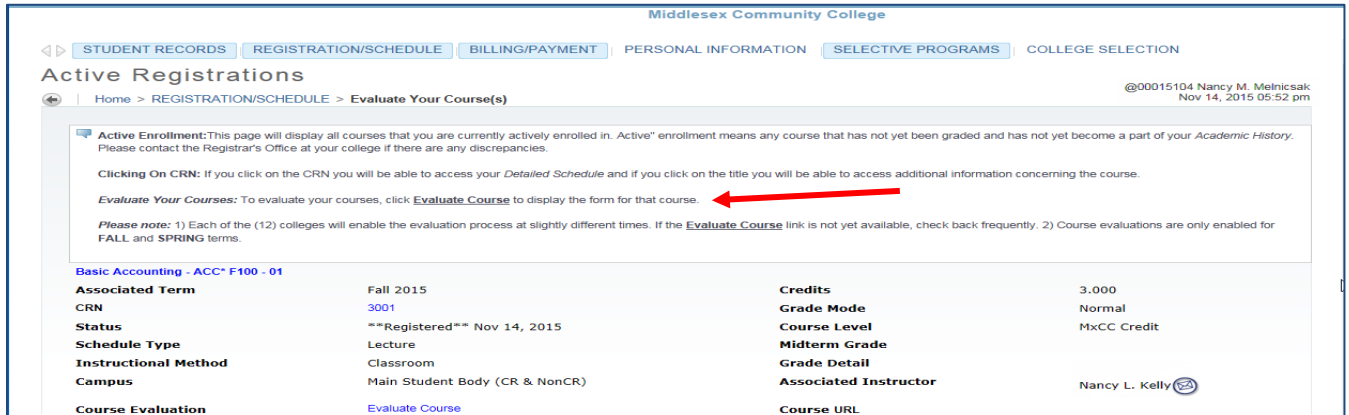 Middlesex Community College
STUDENT RECORDS REGISTRATION/SCHEDULE BILLING/PAYMENT PERSONAL INFORMATION SELECTIVE PROGRAMS COLLEGE SELECTION
Active Registrations
@00015104 Nancy M. Melnicsak
Home > REGISTRATION/SCHEDULE > Evaluate Your Course(s)
Nov 14, 2015 05:52 pm
Active Enrollment:This page will display all courses that you are currently actively enrolled in. Active" enrollment means any course that has not yet been graded and has not yet become a part of your Academic History.
Please contact the Registrar's Office at your college if there are any discrepancies.
Clicking On CRN: If you click on the CRN you will be able to access your Detailed Schedule and if you click on the title you will be able to access additional information concerning the course.
Evaluate Your Courses: To evaluate your courses, click Evaluate Course to display the form for that course.
Please note: 1) Each of the (12) colleges will enable the evaluation process at slightly different times. If the Evaluate Course link is not yet available, check back frequently. 2) Course evaluations are only enabled for
FALL and SPRING terms.
Basic Accounting - ACC* F100 - 01
Associated Term Fall 2015 Credits 3.000
CRN 3001 Grade Mode Normal
Status **Registered** Nov 14, 2015 Course Level MxCC Credit
Schedule Type Lecture Midterm Grade
Instructional Method Classroom Grade Detail
Campus Main Student Body (CR & NonCR) Associated Instructor Nancy L. Kelly
Course Evaluation Evaluate Course Course URL